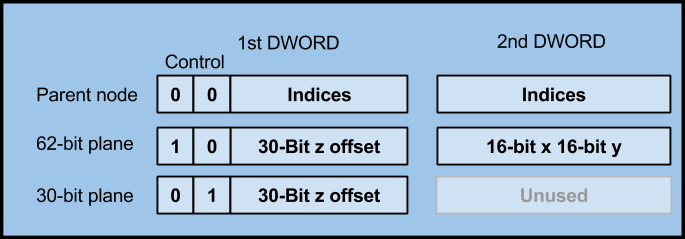 1st DWORD 2nd DWORD
Control
Parent node 0 0 Indices Indices
62-bit plane 1 0 30-Bit z offset 16-bit x 16-bit y
30-bit plane 0 1 30-Bit z offset Unused